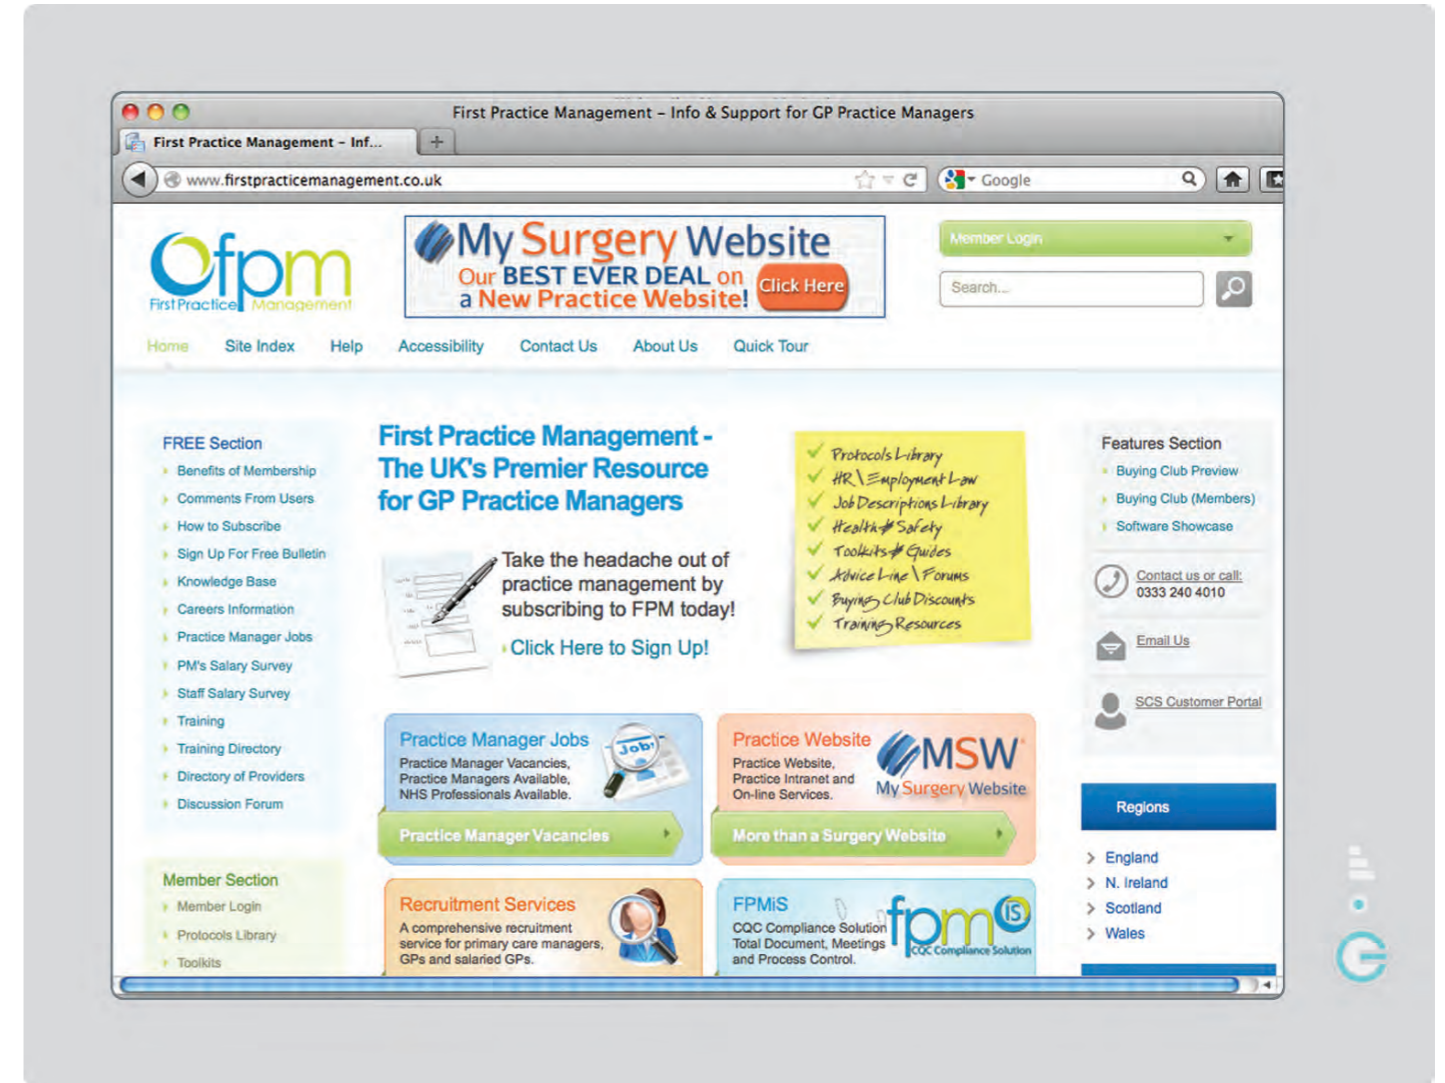 First Practice Management – Info & Support for GP Practice Managers
First Practice Management – Inf...
www.firstpracticemanagement.co.uk
Google
fpm
First Practice Management
My Surgery Website
Our BEST EVER DEAL on
a New Practice Website!
Click Here
Member Login
Search...
Home
Site Index
Help
Accessibility
Contact Us
About Us
Quick Tour
FREE Section
Benefits of Membership
Comments From Users
How to Subscribe
Sign Up For Free Bulletin
Knowledge Base
Careers Information
Practice Manager Jobs
PM's Salary Survey
Staff Salary Survey
Training
Training Directory
Directory of Providers
Discussion Forum
Member Section
Member Login
Protocols Library
Toolkits
First Practice Management -
The UK's Premier Resource
for GP Practice Managers
Take the headache out of
practice management by
subscribing to FPM today!
Click Here to Sign Up!
Protocols Library
HR \ Employment Law
Job Descriptions Library
Health & Safety
Toolkits & Guides
Advice Line \ Forums
Buying Club Discounts
Training Resources
Practice Manager Jobs
Practice Manager Vacancies,
Practice Managers Available,
NHS Professionals Available.
Job!
Practice Manager Vacancies
Practice Website
Practice Website,
Practice Intranet and
On-line Services.
MSW
My Surgery Website
More than a Surgery Website
Recruitment Services
A comprehensive recruitment
service for primary care managers,
GPs and salaried GPs.
FPMiS
CQC Compliance Solution
Total Document, Meetings
and Process Control.
fpm is
CQC Compliance Solution
Features Section
Buying Club Preview
Buying Club (Members)
Software Showcase
Contact us or call:
0333 240 4010
Email Us
SCS Customer Portal
Regions
England
N. Ireland
Scotland
Wales